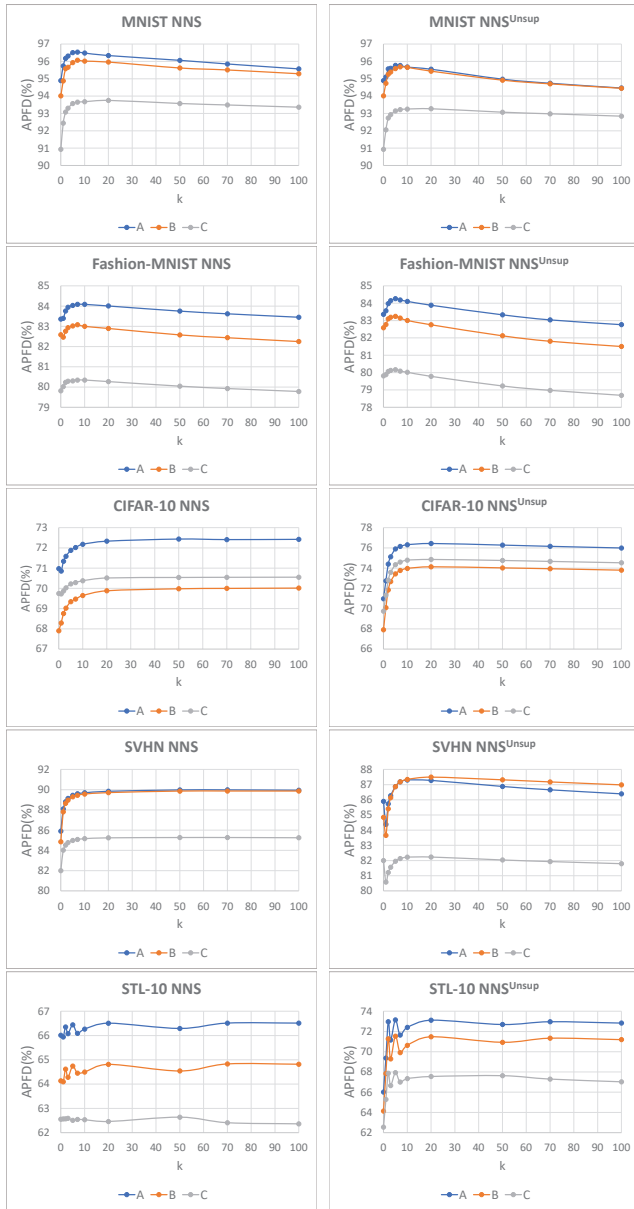 MNIST NNS
APFD(%)
97
96
95
94
93
92
91
90
0 10 20 30 40 50 60 70 80 90 100
k
A B C
MNIST NNS^Unsup
APFD(%)
97
96
95
94
93
92
91
90
0 10 20 30 40 50 60 70 80 90 100
k
A B C
Fashion-MNIST NNS
APFD(%)
85
84
83
82
81
80
79
0 10 20 30 40 50 60 70 80 90 100
k
A B C
Fashion-MNIST NNS^Unsup
APFD(%)
85
84
83
82
81
80
79
78
0 10 20 30 40 50 60 70 80 90 100
k
A B C
CIFAR-10 NNS
APFD(%)
73
72
71
70
69
68
67
0 10 20 30 40 50 60 70 80 90 100
k
A B C
CIFAR-10 NNS^Unsup
APFD(%)
78
76
74
72
70
68
66
0 10 20 30 40 50 60 70 80 90 100
k
A B C
SVHN NNS
APFD(%)
92
90
88
86
84
82
80
0 10 20 30 40 50 60 70 80 90 100
k
A B C
SVHN NNS^Unsup
APFD(%)
88
87
86
85
84
83
82
81
80
0 10 20 30 40 50 60 70 80 90 100
k
A B C
STL-10 NNS
APFD(%)
67
66
65
64
63
62
0 10 20 30 40 50 60 70 80 90 100
k
A B C
STL-10 NNS^Unsup
APFD(%)
74
72
70
68
66
64
62
0 10 20 30 40 50 60 70 80 90 100
k
A B C